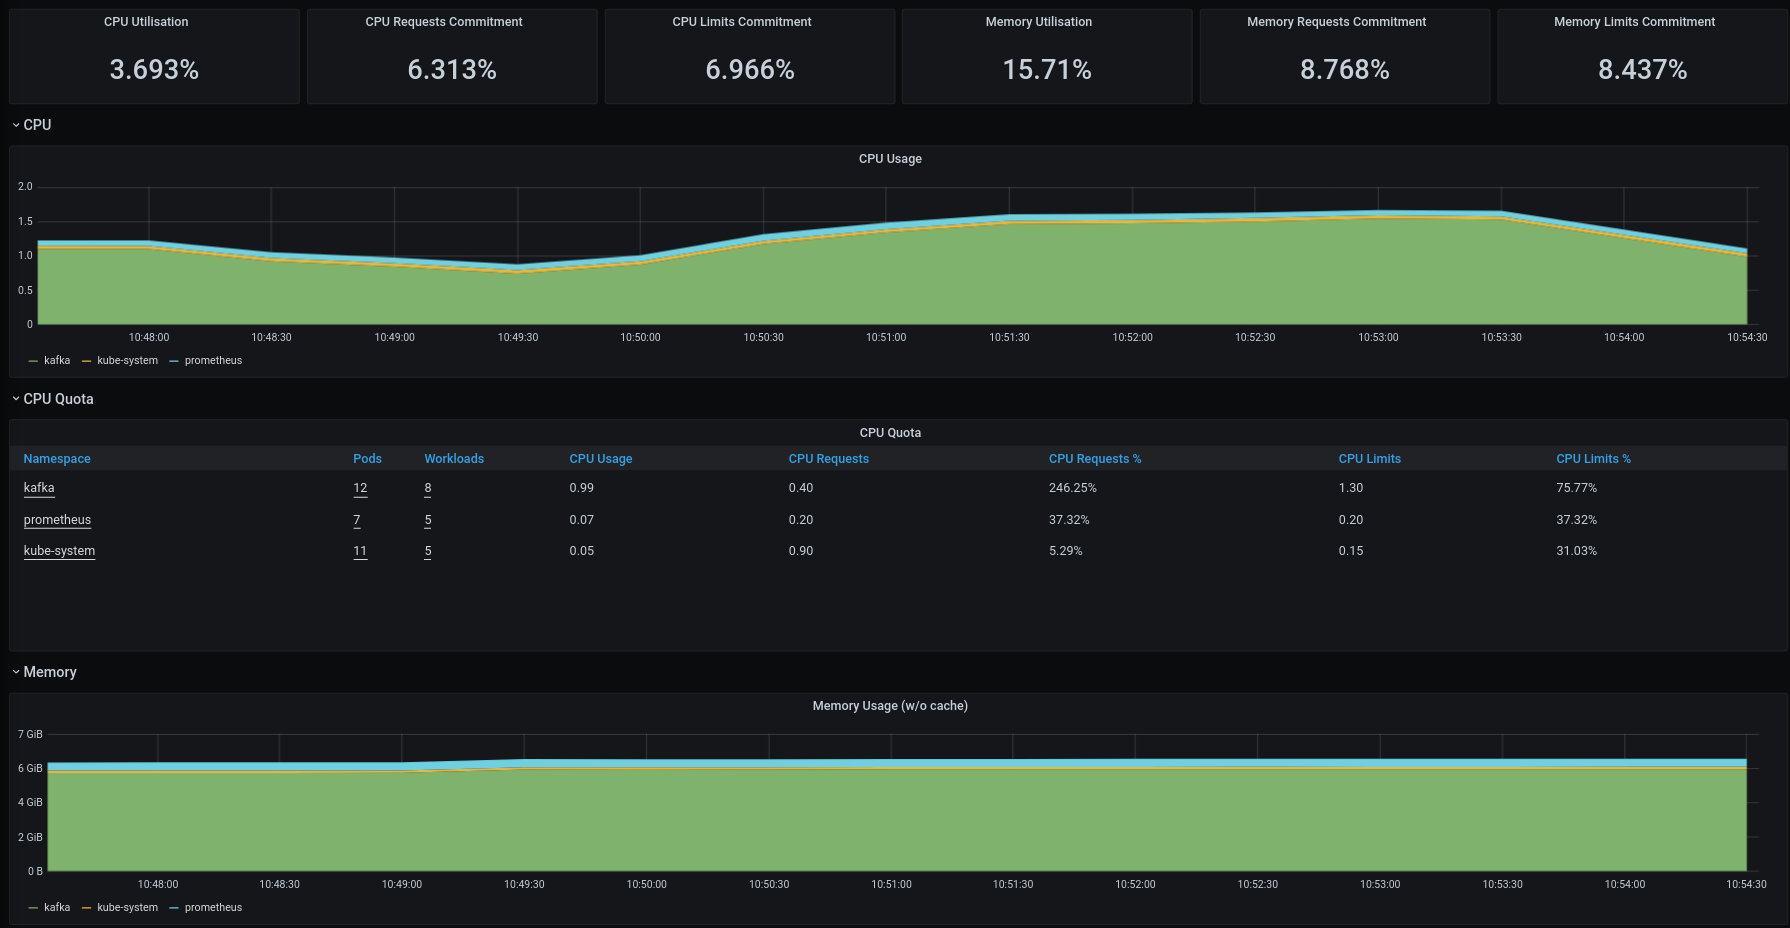 CPU Utilisation CPU Requests Commitment CPU Limits Commitment Memory Utilisation Memory Requests Commitment Memory Limits Commitment
3.693% 6.313% 6.966% 15.71% 8.768% 8.437%
CPU
CPU Usage
2.0
1.5
1.0
0.5
0
10:48:00 10:48:30 10:49:00 10:49:30 10:50:00 10:50:30 10:51:00 10:51:30 10:52:00 10:52:30 10:53:00 10:53:30 10:54:00 10:54:30
kafka kube-system prometheus
CPU Quota
CPU Quota
Namespace Pods Workloads CPU Usage CPU Requests CPU Requests % CPU Limits CPU Limits %
kafka 12 8 0.99 0.40 246.25% 1.30 75.77%
prometheus 7 5 0.07 0.20 37.32% 0.20 37.32%
kube-system 11 5 0.05 0.90 5.29% 0.15 31.03%
Memory
Memory Usage (w/o cache)
7 GiB
6 GiB
4 GiB
2 GiB
0 B
10:48:00 10:48:30 10:49:00 10:49:30 10:50:00 10:50:30 10:51:00 10:51:30 10:52:00 10:52:30 10:53:00 10:53:30 10:54:00 10:54:30
kafka kube-system prometheus